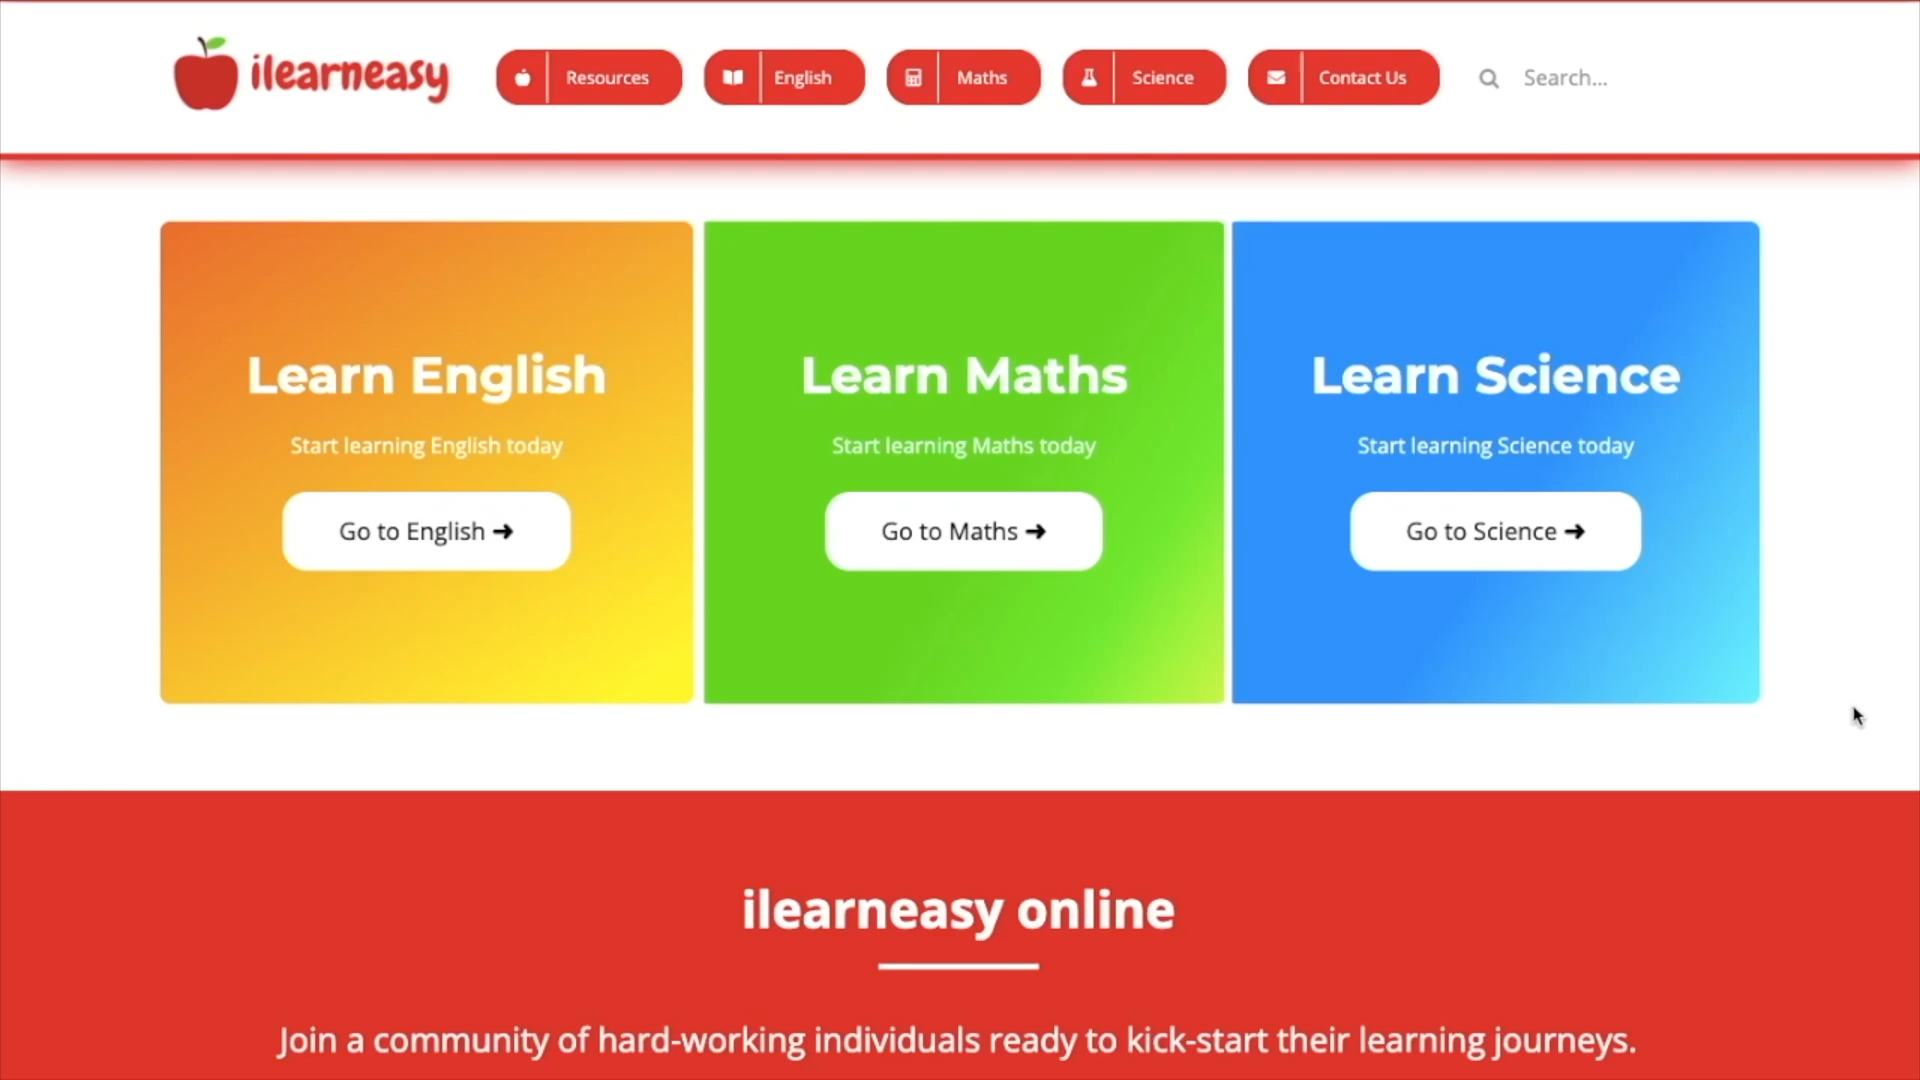 ilearneasy
Resources
English
Maths
Science
Contact Us
Search...
Learn English
Start learning English today
Go to English ➜
Learn Maths
Start learning Maths today
Go to Maths ➜
Learn Science
Start learning Science today
Go to Science ➜
ilearneasy online
Join a community of hard-working individuals ready to kick-start their learning journeys.